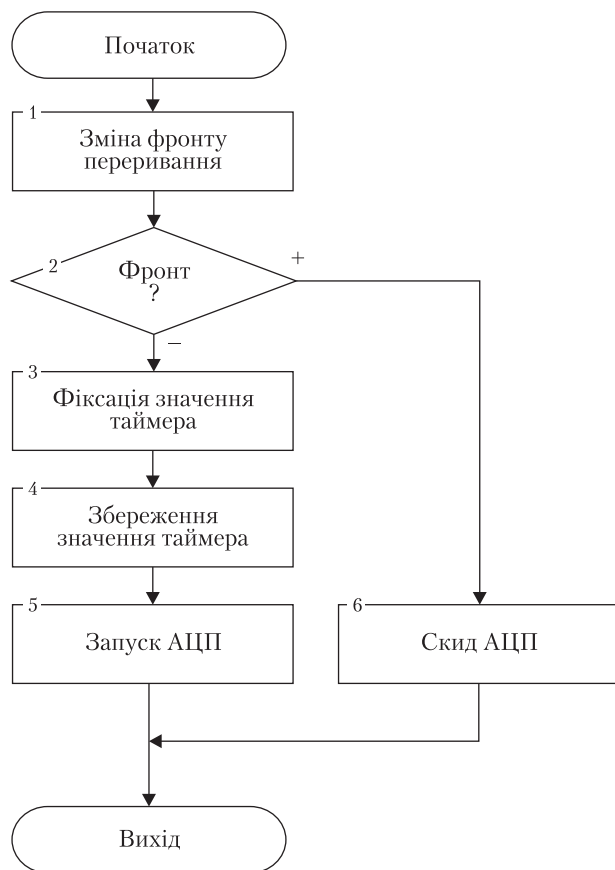 Початок
1
Зміна фронту
переривання
2
Фронт
?
+
–
3
Фіксація значення
таймера
4
Збереження
значення таймера
5
Запуск АЦП
6
Скид АЦП
Вихід